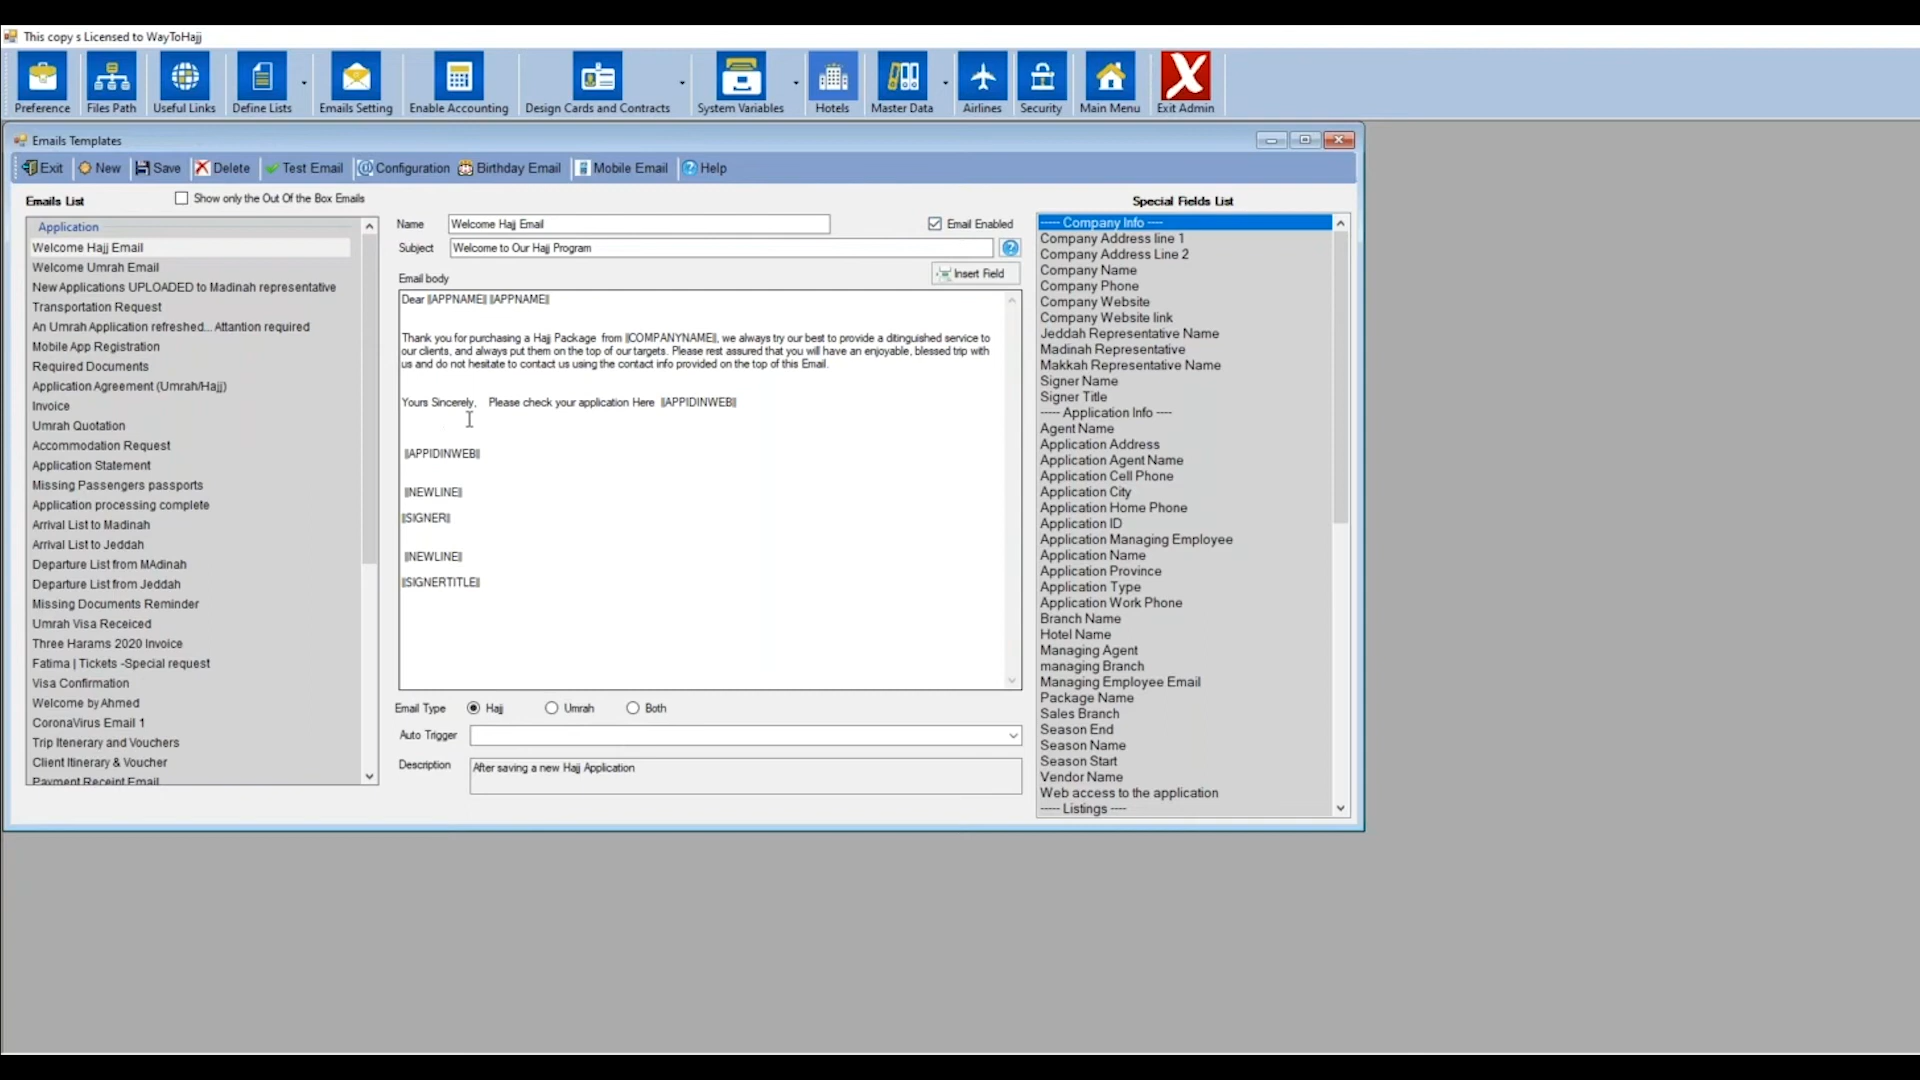 This copy s Licensed to WayToHajj
Preference
Files Path
Useful Links
Define Lists
Emails Setting
Enable Accounting
Design Cards and Contracts
System Variables
Hotels
Master Data
Airlines
Security
Main Menu
Exit Admin
Emails Templates
Exit
New
Save
Delete
Test Email
Configuration
Birthday Email
Mobile Email
Help
Emails List
Show only the Out Of the Box Emails
Application
Welcome Hajj Email
Welcome Umrah Email
New Applications UPLOADED to Madinah representative
Transportation Request
An Umrah Application refreshed... Attantion required
Mobile App Registration
Required Documents
Application Agreement (Umrah/Hajj)
Invoice
Umrah Quotation
Accommodation Request
Application Statement
Missing Passengers passports
Application processing complete
Arrival List to Madinah
Arrival List to Jeddah
Departure List from MAdinah
Departure List from Jeddah
Missing Documents Reminder
Umrah Visa Receiced
Three Harams 2020 Invoice
Fatima | Tickets -Special request
Visa Confirmation
Welcome by Ahmed
CoronaVirus Email 1
Trip Itenerary and Vouchers
Client Itinerary & Voucher
Payment Receipt Email
Name
Welcome Hajj Email
Email Enabled
Subject
Welcome to Our Hajj Program
Email body
Insert Field
Dear ||APPNAME|| ||APPNAME||
Thank you for purchasing a Hajj Package from ||COMPANYNAME||, we always try our best to provide a ditinguished service to
our clients, and always put them on the top of our targets. Please rest assured that you will have an enjoyable, blessed trip with
us and do not hesitate to contact us using the contact info provided on the top of this Email.
Yours Sincerely, Please check your application Here ||APPIDINWEB||
||APPIDINWEB||
||NEWLINE||
||SIGNER||
||NEWLINE||
||SIGNERTITLE||
Email Type
Hajj
Umrah
Both
Auto Trigger
Description
After saving a new Hajj Application
Special Fields List
----- Company Info ----
Company Address line 1
Company Address Line 2
Company Name
Company Phone
Company Website
Company Website link
Jeddah Representative Name
Madinah Representative
Makkah Representative Name
Signer Name
Signer Title
----- Application Info ----
Agent Name
Application Address
Application Agent Name
Application Cell Phone
Application City
Application Home Phone
Application ID
Application Managing Employee
Application Name
Application Province
Application Type
Application Work Phone
Branch Name
Hotel Name
Managing Agent
managing Branch
Managing Employee Email
Package Name
Sales Branch
Season End
Season Name
Season Start
Vendor Name
Web access to the application
----- Listings ----